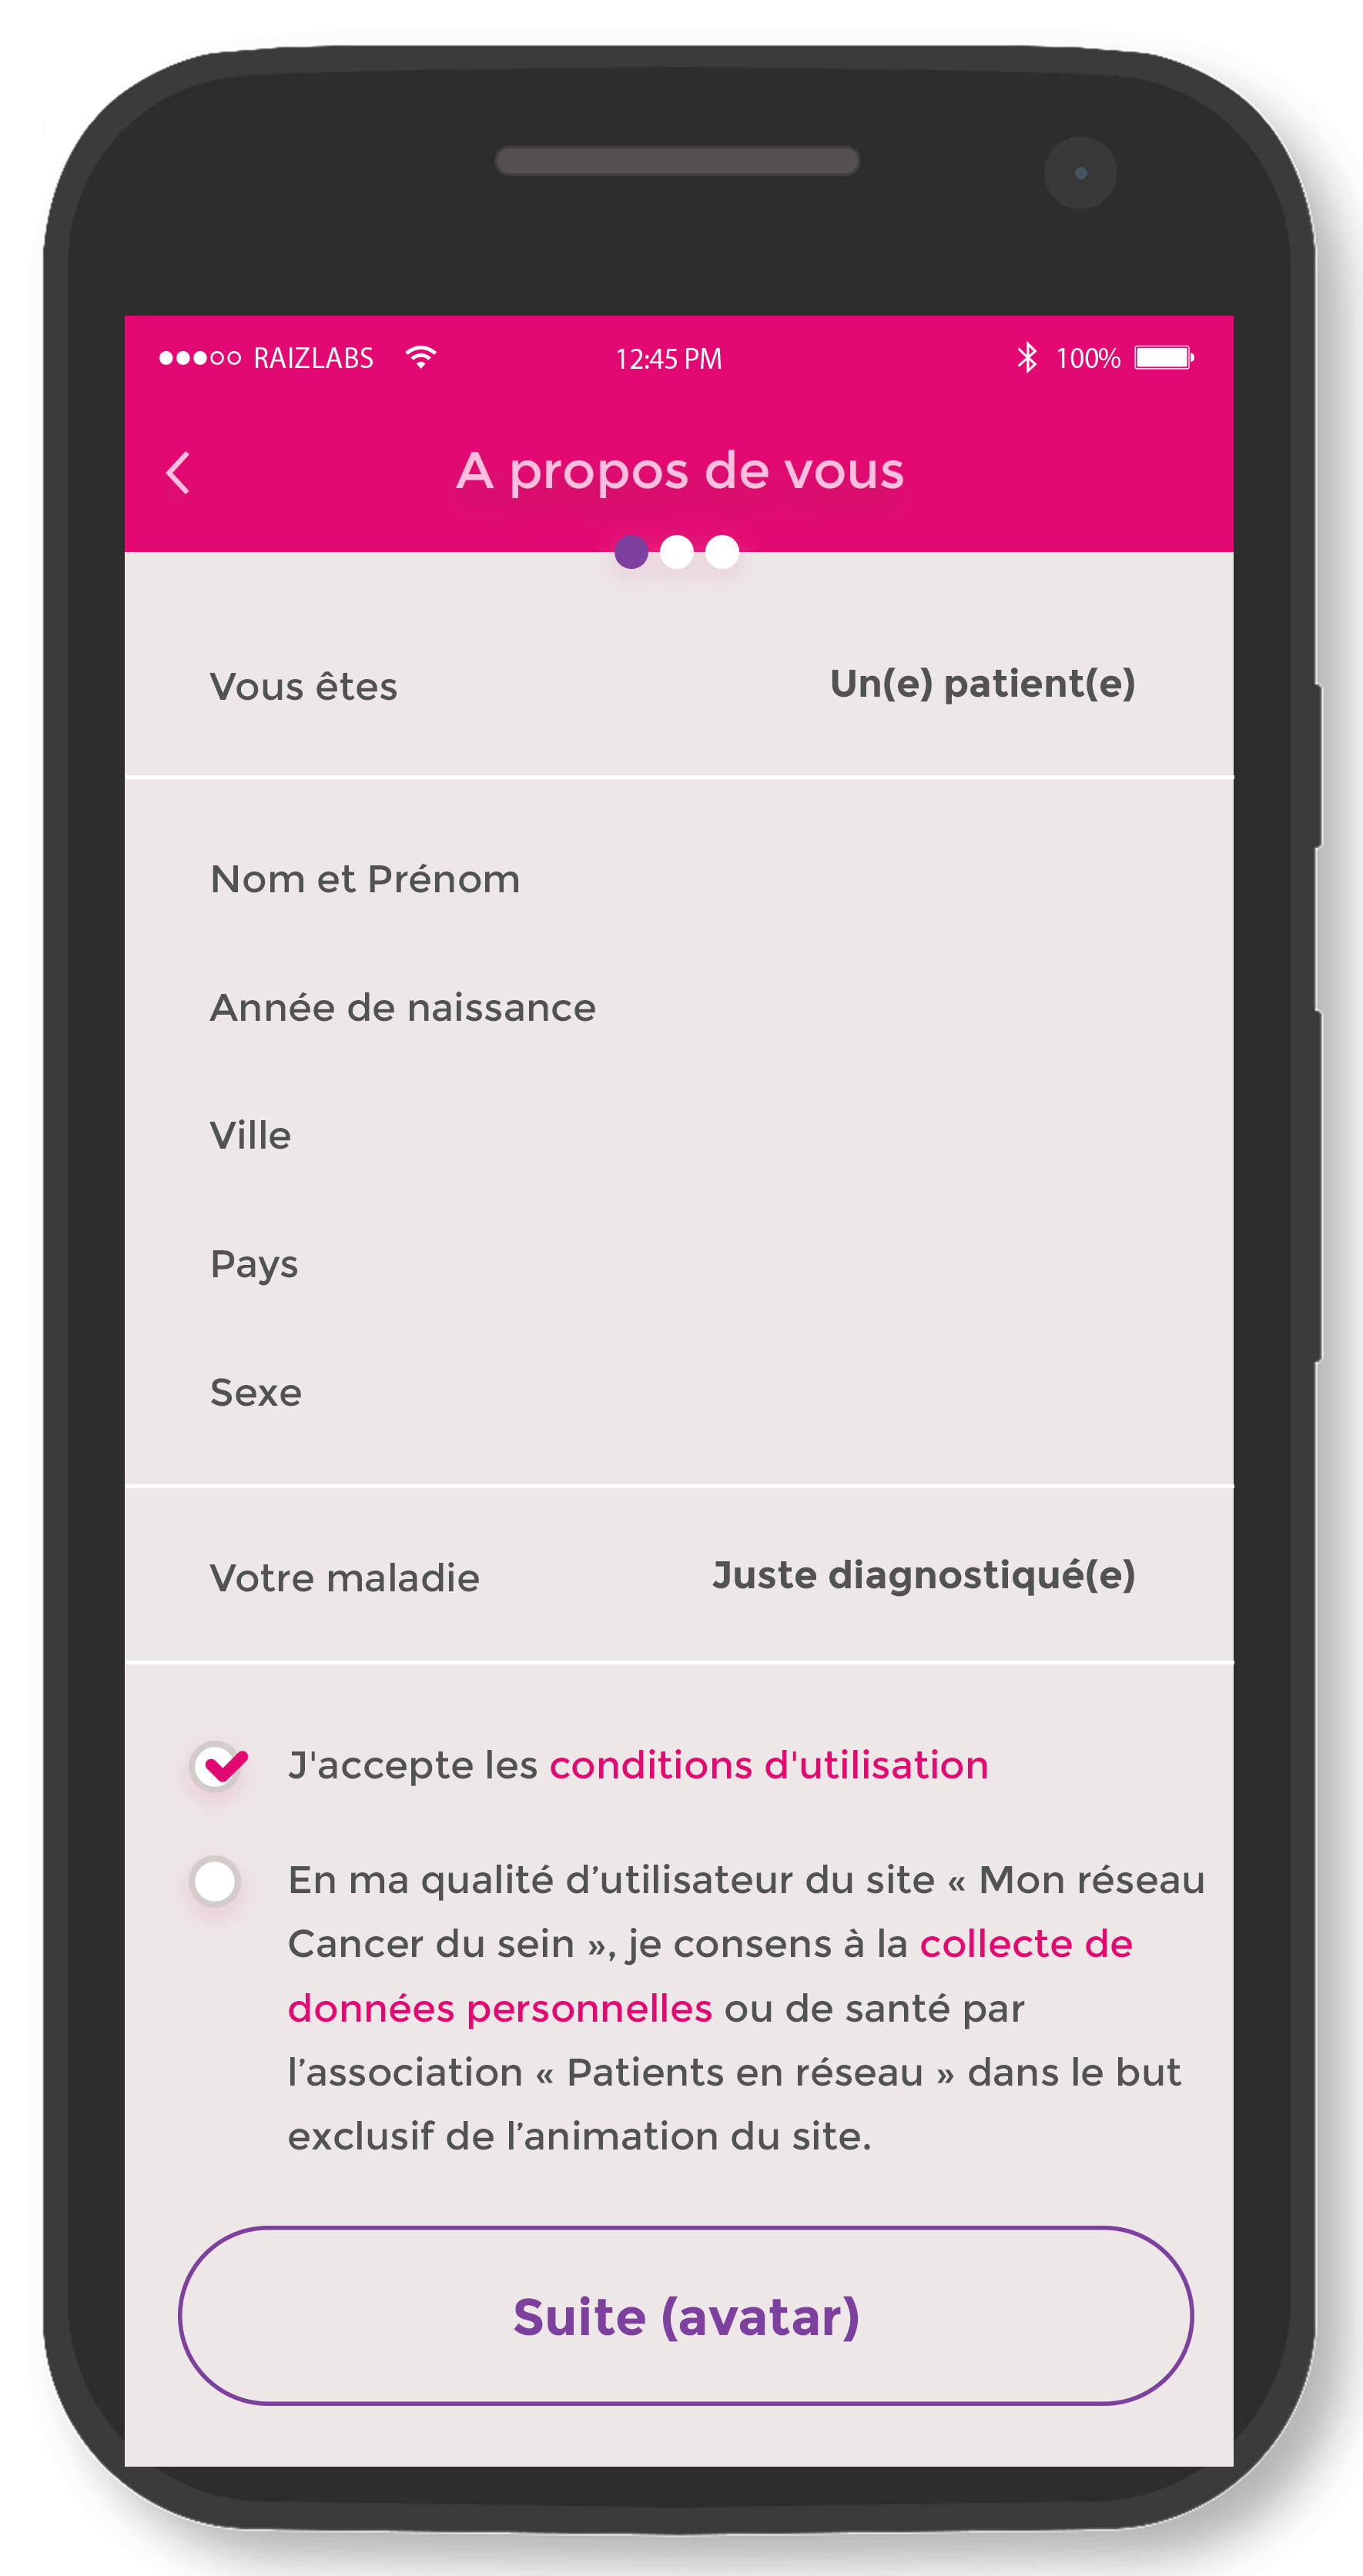 RAIZLABS 12:45 PM 100%
A propos de vous
Vous êtes Un(e) patient(e)
Nom et Prénom
Année de naissance
Ville
Pays
Sexe
Votre maladie Juste diagnostiqué(e)
J'accepte les conditions d'utilisation
En ma qualité d’utilisateur du site « Mon réseau
Cancer du sein », je consens à la collecte de
données personnelles ou de santé par
l’association « Patients en réseau » dans le but
exclusif de l’animation du site.
Suite (avatar)